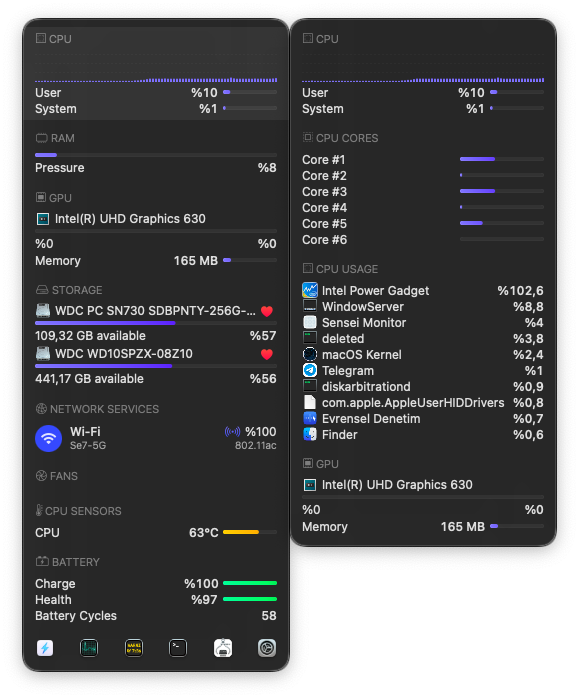 CPU
User %10
System %1
RAM
Pressure %8
GPU
Intel(R) UHD Graphics 630
%0 %0
Memory 165 MB
STORAGE
WDC PC SN730 SDBPNTY-256G-...
109,32 GB available %57
WDC WD10SPZX-08Z10
441,17 GB available %56
NETWORK SERVICES
Wi-Fi %100
Se7-5G 802.11ac
FANS
CPU SENSORS
CPU 63°C
BATTERY
Charge %100
Health %97
Battery Cycles 58
CPU
User %10
System %1
CPU CORES
Core #1
Core #2
Core #3
Core #4
Core #5
Core #6
CPU USAGE
Intel Power Gadget %102,6
WindowServer %8,8
Sensei Monitor %4
deleted %3,8
macOS Kernel %2,4
Telegram %1
diskarbitrationd %0,9
com.apple.AppleUserHIDDrivers %0,8
Evrensel Denetim %0,7
Finder %0,6
GPU
Intel(R) UHD Graphics 630
%0 %0
Memory 165 MB